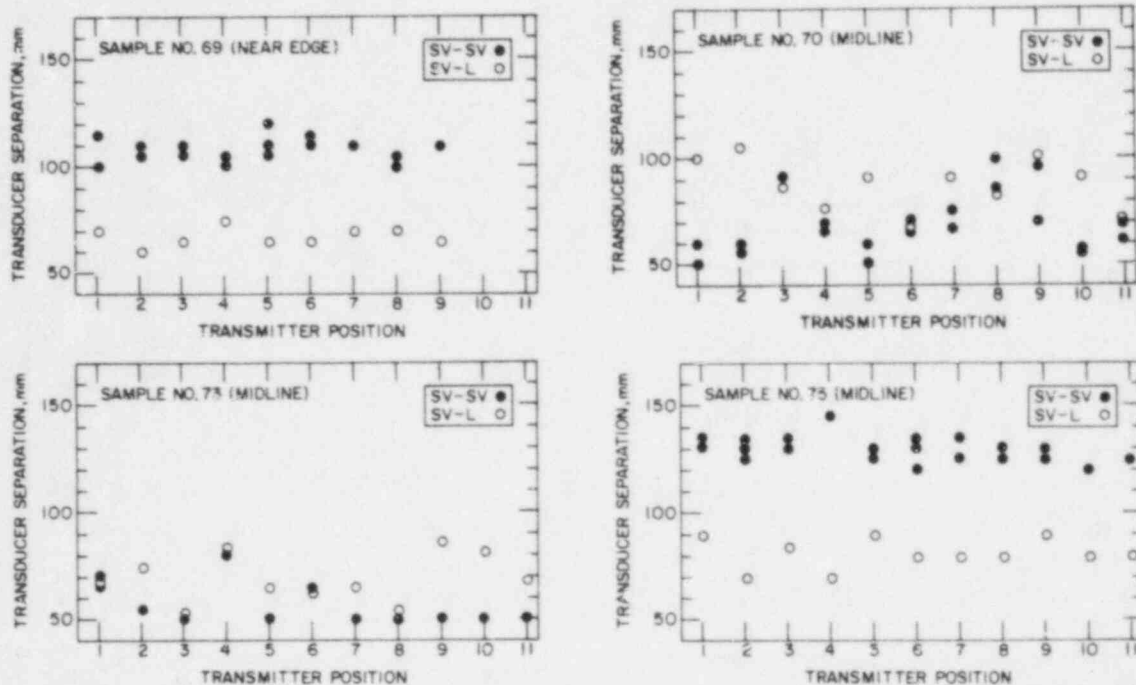 TRANSDUCER SEPARATION, mm
SAMPLE NO. 69 (NEAR EDGE)
SV-SV ●
SV-L ○
150
100
50
1 2 3 4 5 6 7 8 9 10 11
TRANSMITTER POSITION
TRANSDUCER SEPARATION, mm
SAMPLE NO. 70 (MIDLINE)
SV-SV ●
SV-L ○
150
100
50
1 2 3 4 5 6 7 8 9 10 11
TRANSMITTER POSITION
TRANSDUCER SEPARATION, mm
SAMPLE NO. 73 (MIDLINE)
SV-SV ●
SV-L ○
150
100
50
1 2 3 4 5 6 7 8 9 10 11
TRANSMITTER POSITION
TRANSDUCER SEPARATION, mm
SAMPLE NO. 75 (MIDLINE)
SV-SV ●
SV-L ○
150
100
50
1 2 3 4 5 6 7 8 9 10 11
TRANSMITTER POSITION